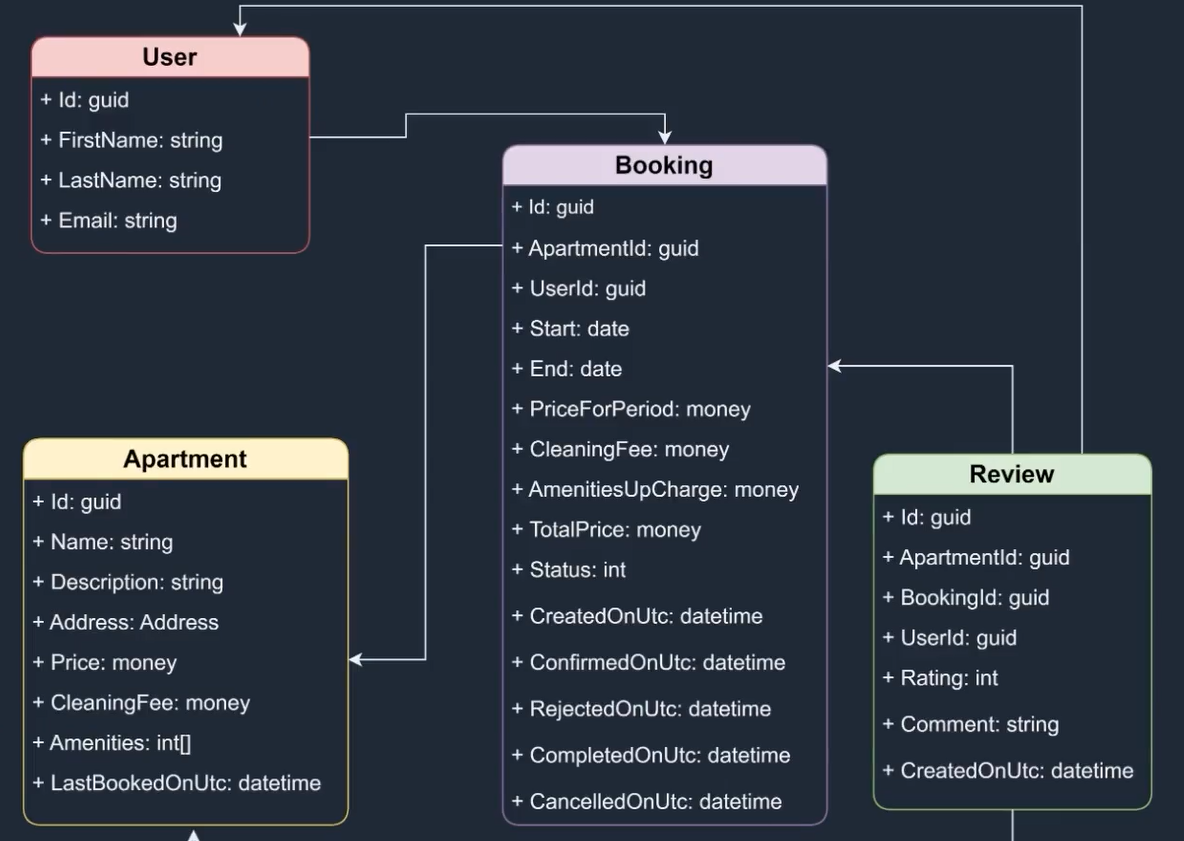 User
+ Id: guid
+ FirstName: string
+ LastName: string
+ Email: string
Booking
+ Id: guid
+ ApartmentId: guid
+ UserId: guid
+ Start: date
+ End: date
+ PriceForPeriod: money
+ CleaningFee: money
+ AmenitiesUpCharge: money
+ TotalPrice: money
+ Status: int
+ CreatedOnUtc: datetime
+ ConfirmedOnUtc: datetime
+ RejectedOnUtc: datetime
+ CompletedOnUtc: datetime
+ CancelledOnUtc: datetime
Apartment
+ Id: guid
+ Name: string
+ Description: string
+ Address: Address
+ Price: money
+ CleaningFee: money
+ Amenities: int[]
+ LastBookedOnUtc: datetime
Review
+ Id: guid
+ ApartmentId: guid
+ BookingId: guid
+ UserId: guid
+ Rating: int
+ Comment: string
+ CreatedOnUtc: datetime